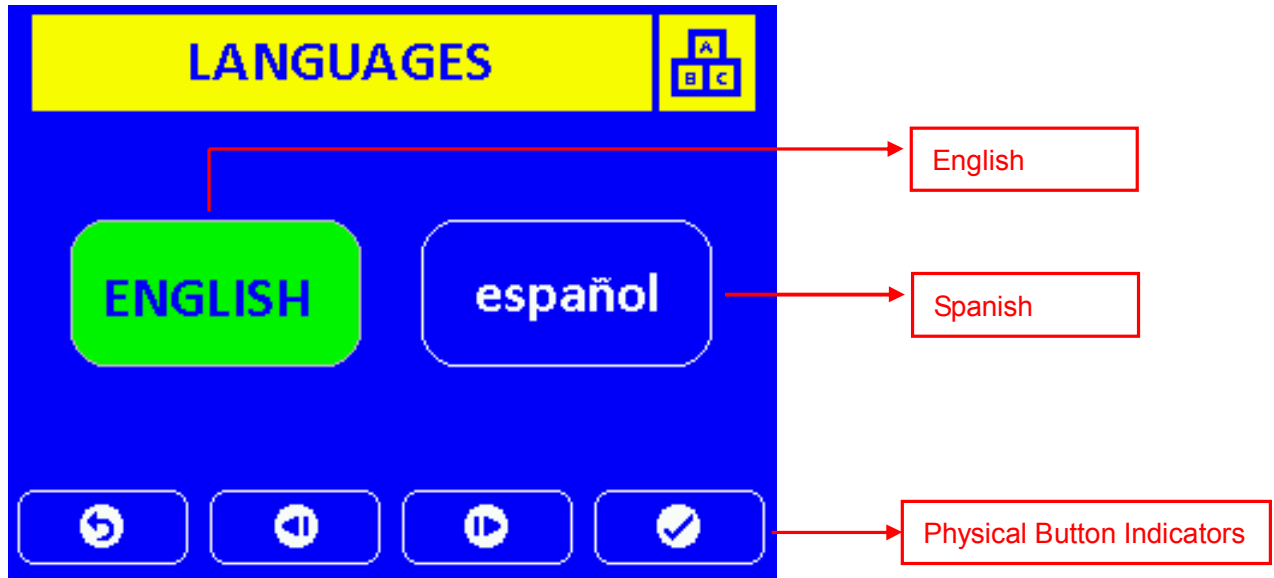 LANGUAGES
A
B C
English
ENGLISH
español
Spanish
Physical Button Indicators